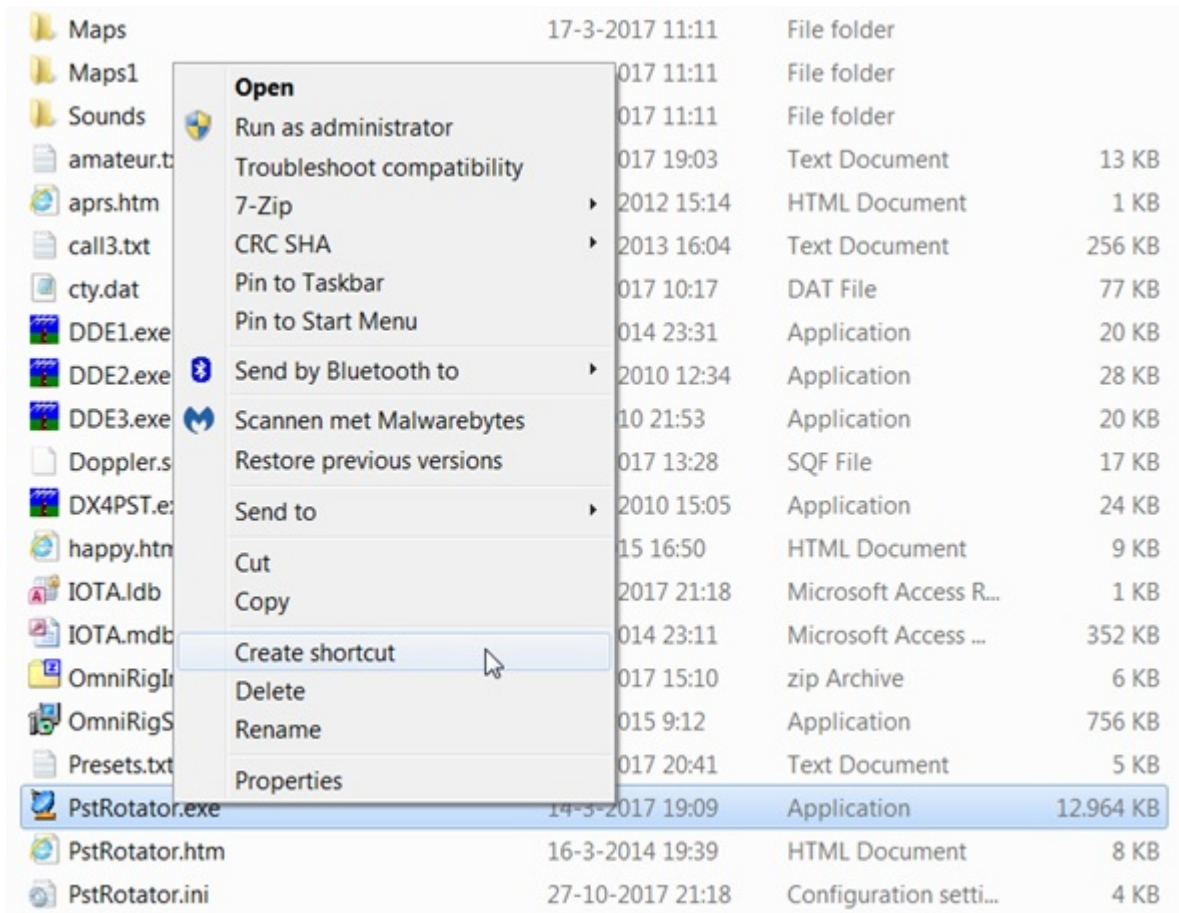 Maps 17-3-2017 11:11 File folder
Maps1 017 11:11 File folder
Open
Sounds 017 11:11 File folder
Run as administrator
amateur.t 017 19:03 Text Document 13 KB
Troubleshoot compatibility
aprs.htm 2012 15:14 HTML Document 1 KB
7-Zip
call3.txt 2013 16:04 Text Document 256 KB
CRC SHA
cty.dat 017 10:17 DAT File 77 KB
Pin to Taskbar
DDE1.exe 014 23:31 Application 20 KB
Pin to Start Menu
DDE2.exe 2010 12:34 Application 28 KB
Send by Bluetooth to
DDE3.exe 10 21:53 Application 20 KB
Scannen met Malwarebytes
Doppler.s 017 13:28 SQF File 17 KB
Restore previous versions
DX4PST.e 2010 15:05 Application 24 KB
Send to
happy.htm 15 16:50 HTML Document 9 KB
Cut
IOTA.ldb 2017 21:18 Microsoft Access R... 1 KB
Copy
IOTA.mdb 014 23:11 Microsoft Access ... 352 KB
Create shortcut
OmniRigI 017 15:10 zip Archive 6 KB
Delete
OmniRigS 015 9:12 Application 756 KB
Rename
Presets.txt 017 20:41 Text Document 5 KB
Properties
PstRotator.exe 14-3-2017 19:09 Application 12.964 KB
PstRotator.htm 16-3-2014 19:39 HTML Document 8 KB
PstRotator.ini 27-10-2017 21:18 Configuration setti... 4 KB